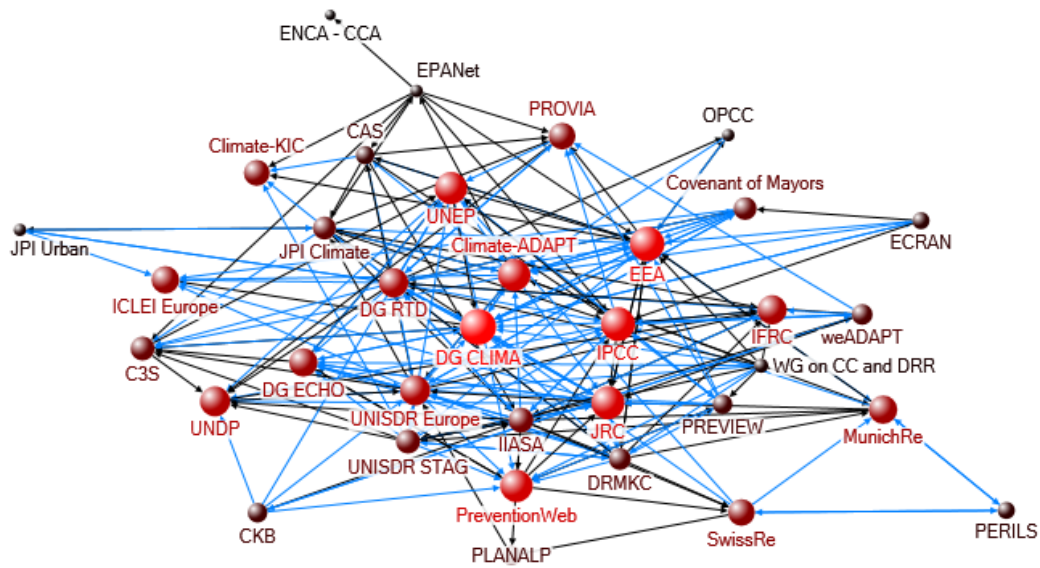 ENCA - CCA
EPANet
PROVIA
OPCC
CAS
Climate-KIC
Covenant of Mayors
UNEP
ECRAN
JPI Urban
JPI Climate
Climate-ADAPT
EEA
ICLEI Europe
DG RTD
IFRC
weADAPT
DG CLIMA
IPCC
C3S
WG on CC and DRR
DG ECHO
UNDP
UNISDR Europe
JRC
PREVIEW
MunichRe
IIASA
UNISDR STAG
DRMKC
PreventionWeb
CKB
SwissRe
PERILS
PLANALP